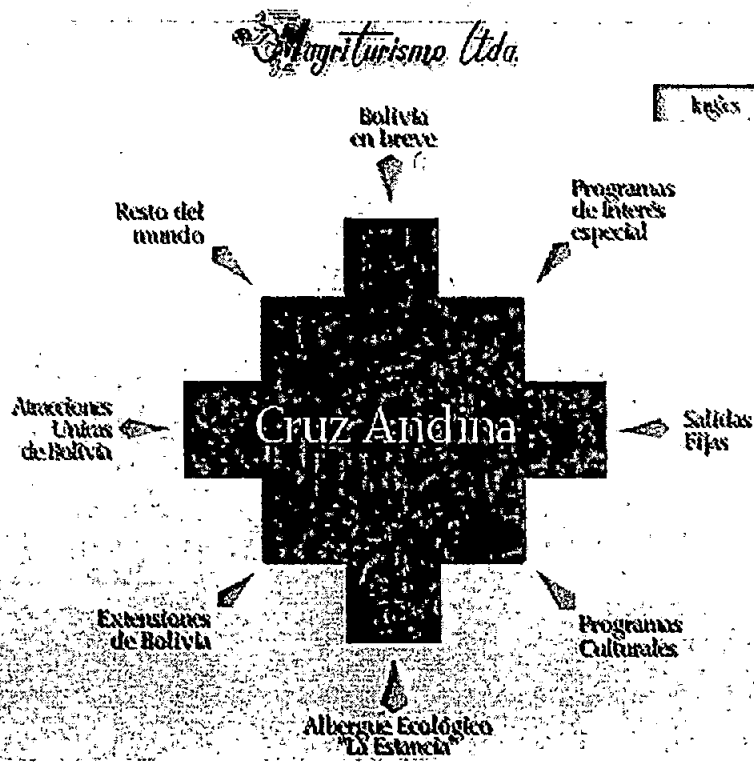 Magriturismo Ltda.
Bolivia
en breve
Programas
de Interés
especial
Resto del
mundo
Atracciones
Unicas
de Bolivia
Cruz Andina
Salidas
Fijas
Extensiones
de Bolivia
Programas
Culturales
Albergue Ecológico
"La Estancia"